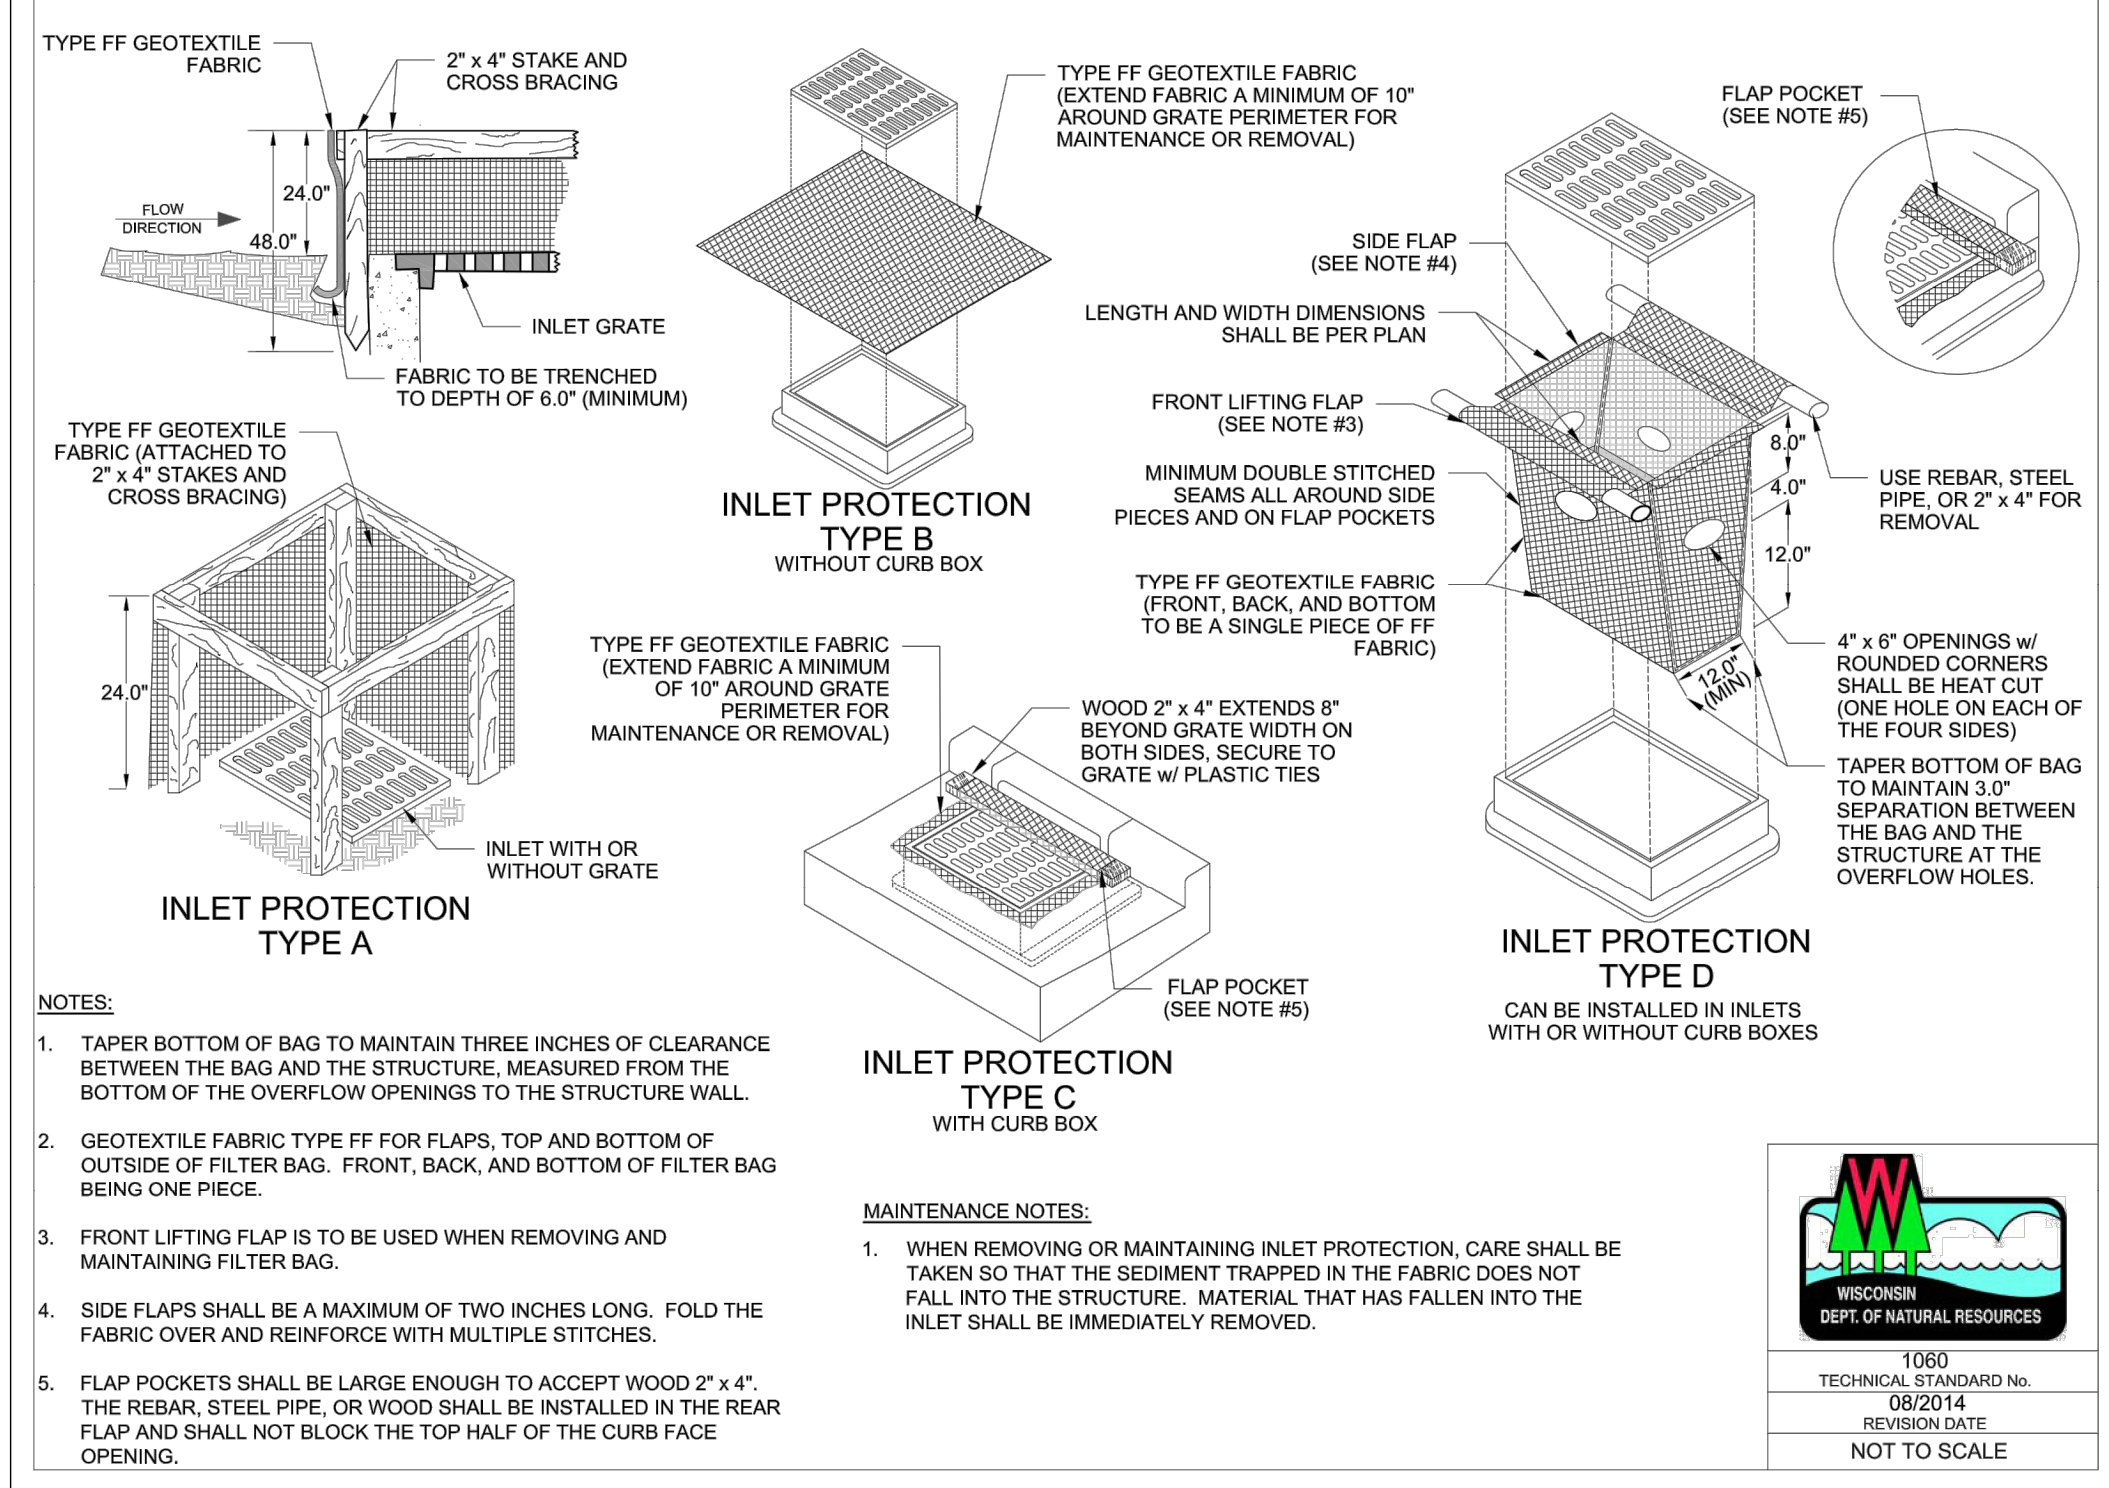 TYPE FF GEOTEXTILE
FABRIC
2" x 4" STAKE AND
CROSS BRACING
24.0"
FLOW
DIRECTION
48.0"
INLET GRATE
FABRIC TO BE TRENCHED
TO DEPTH OF 6.0" (MINIMUM)
TYPE FF GEOTEXTILE
FABRIC (ATTACHED TO
2" x 4" STAKES AND
CROSS BRACING)
24.0"
INLET WITH OR
WITHOUT GRATE
INLET PROTECTION
TYPE A
TYPE FF GEOTEXTILE FABRIC
(EXTEND FABRIC A MINIMUM OF 10"
AROUND GRATE PERIMETER FOR
MAINTENANCE OR REMOVAL)
INLET PROTECTION
TYPE B
WITHOUT CURB BOX
TYPE FF GEOTEXTILE FABRIC
(EXTEND FABRIC A MINIMUM
OF 10" AROUND GRATE
PERIMETER FOR
MAINTENANCE OR REMOVAL)
WOOD 2" x 4" EXTENDS 8"
BEYOND GRATE WIDTH ON
BOTH SIDES, SECURE TO
GRATE w/ PLASTIC TIES
FLAP POCKET
(SEE NOTE #5)
INLET PROTECTION
TYPE C
WITH CURB BOX
FLAP POCKET
(SEE NOTE #5)
SIDE FLAP
(SEE NOTE #4)
LENGTH AND WIDTH DIMENSIONS
SHALL BE PER PLAN
FRONT LIFTING FLAP
(SEE NOTE #3)
MINIMUM DOUBLE STITCHED
SEAMS ALL AROUND SIDE
PIECES AND ON FLAP POCKETS
TYPE FF GEOTEXTILE FABRIC
(FRONT, BACK, AND BOTTOM
TO BE A SINGLE PIECE OF FF
FABRIC)
8.0"
4.0"
12.0"
12.0"
(MIN)
USE REBAR, STEEL
PIPE, OR 2" x 4" FOR
REMOVAL
4" x 6" OPENINGS w/
ROUNDED CORNERS
SHALL BE HEAT CUT
(ONE HOLE ON EACH OF
THE FOUR SIDES)
TAPER BOTTOM OF BAG
TO MAINTAIN 3.0"
SEPARATION BETWEEN
THE BAG AND THE
STRUCTURE AT THE
OVERFLOW HOLES.
INLET PROTECTION
TYPE D
CAN BE INSTALLED IN INLETS
WITH OR WITHOUT CURB BOXES
NOTES:
1. TAPER BOTTOM OF BAG TO MAINTAIN THREE INCHES OF CLEARANCE
BETWEEN THE BAG AND THE STRUCTURE, MEASURED FROM THE
BOTTOM OF THE OVERFLOW OPENINGS TO THE STRUCTURE WALL.
2. GEOTEXTILE FABRIC TYPE FF FOR FLAPS, TOP AND BOTTOM OF
OUTSIDE OF FILTER BAG. FRONT, BACK, AND BOTTOM OF FILTER BAG
BEING ONE PIECE.
3. FRONT LIFTING FLAP IS TO BE USED WHEN REMOVING AND
MAINTAINING FILTER BAG.
4. SIDE FLAPS SHALL BE A MAXIMUM OF TWO INCHES LONG. FOLD THE
FABRIC OVER AND REINFORCE WITH MULTIPLE STITCHES.
5. FLAP POCKETS SHALL BE LARGE ENOUGH TO ACCEPT WOOD 2" x 4".
THE REBAR, STEEL PIPE, OR WOOD SHALL BE INSTALLED IN THE REAR
FLAP AND SHALL NOT BLOCK THE TOP HALF OF THE CURB FACE
OPENING.
MAINTENANCE NOTES:
1. WHEN REMOVING OR MAINTAINING INLET PROTECTION, CARE SHALL BE
TAKEN SO THAT THE SEDIMENT TRAPPED IN THE FABRIC DOES NOT
FALL INTO THE STRUCTURE. MATERIAL THAT HAS FALLEN INTO THE
INLET SHALL BE IMMEDIATELY REMOVED.
W
WISCONSIN
DEPT. OF NATURAL RESOURCES
1060
TECHNICAL STANDARD No.
08/2014
REVISION DATE
NOT TO SCALE